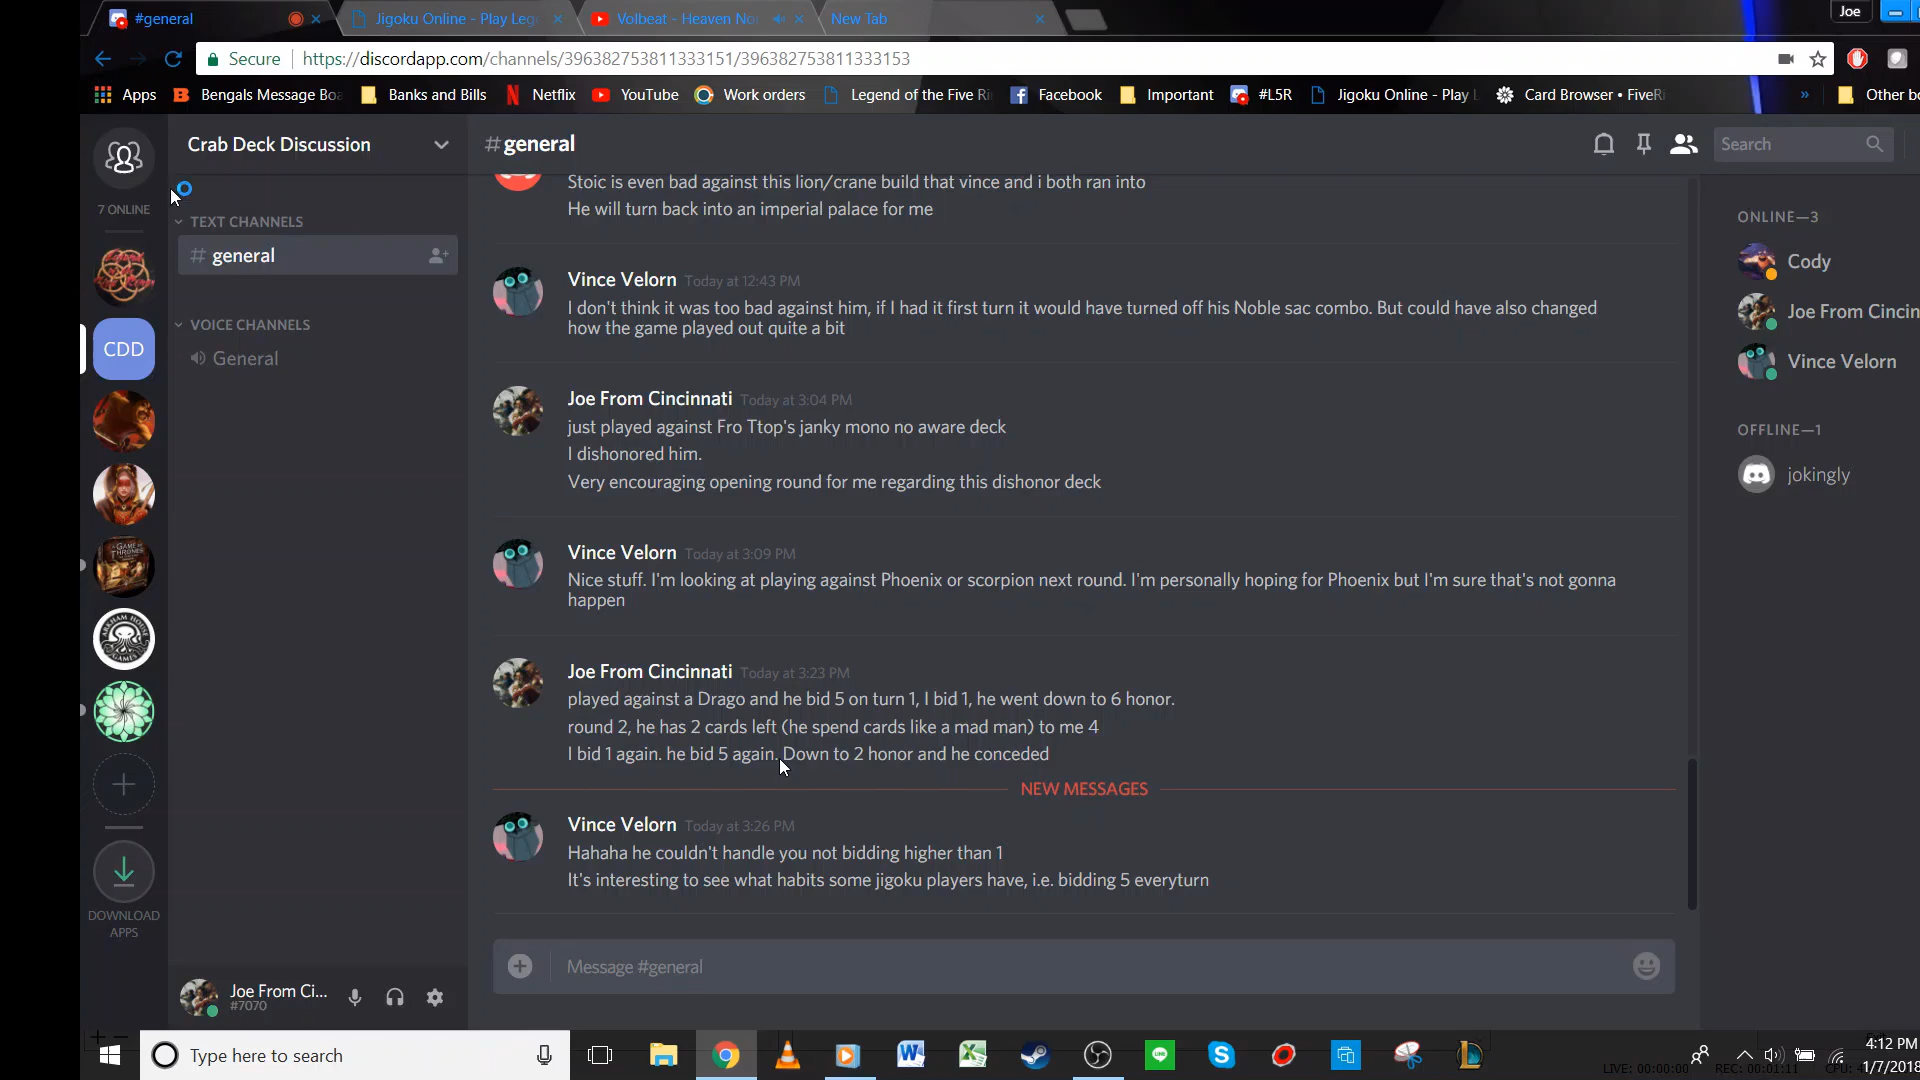 #general
Jigoku Online - Play Leg
Volbeat - Heaven No
New Tab
Joe
Secure
https://discordapp.com/channels/396382753811333151/396382753811333153
Apps
Bengals Message Boa
Banks and Bills
Netflix
YouTube
Work orders
Legend of the Five Ri
Facebook
Important
#L5R
Jigoku Online - Play L
Card Browser • FiveRi
»
Other bo
7 ONLINE
CDD
DOWNLOAD
APPS
Crab Deck Discussion
TEXT CHANNELS
# general
VOICE CHANNELS
General
Joe From Ci...
#7070
#general
Search
Stoic is even bad against this lion/crane build that vince and i both ran into
He will turn back into an imperial palace for me
Vince Velorn Today at 12:43 PM
I don't think it was too bad against him, if I had it first turn it would have turned off his Noble sac combo. But could have also changed
how the game played out quite a bit
Joe From Cincinnati Today at 3:04 PM
just played against Fro Ttop's janky mono no aware deck
I dishonored him.
Very encouraging opening round for me regarding this dishonor deck
Vince Velorn Today at 3:09 PM
Nice stuff. I'm looking at playing against Phoenix or scorpion next round. I'm personally hoping for Phoenix but I'm sure that's not gonna
happen
Joe From Cincinnati Today at 3:23 PM
played against a Drago and he bid 5 on turn 1, I bid 1, he went down to 6 honor.
round 2, he has 2 cards left (he spend cards like a mad man) to me 4
I bid 1 again. he bid 5 again. Down to 2 honor and he conceded
NEW MESSAGES
Vince Velorn Today at 3:26 PM
Hahaha he couldn't handle you not bidding higher than 1
It's interesting to see what habits some jigoku players have, i.e. bidding 5 everyturn
Message #general
ONLINE—3
Cody
Joe From Cincin
Vince Velorn
OFFLINE—1
jokingly
Type here to search
4:12 PM
1/7/2018
LIVE: 00:00:00
REC: 00:01:11